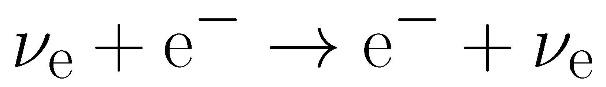 νₑ + e⁻ → e⁻ + νₑ